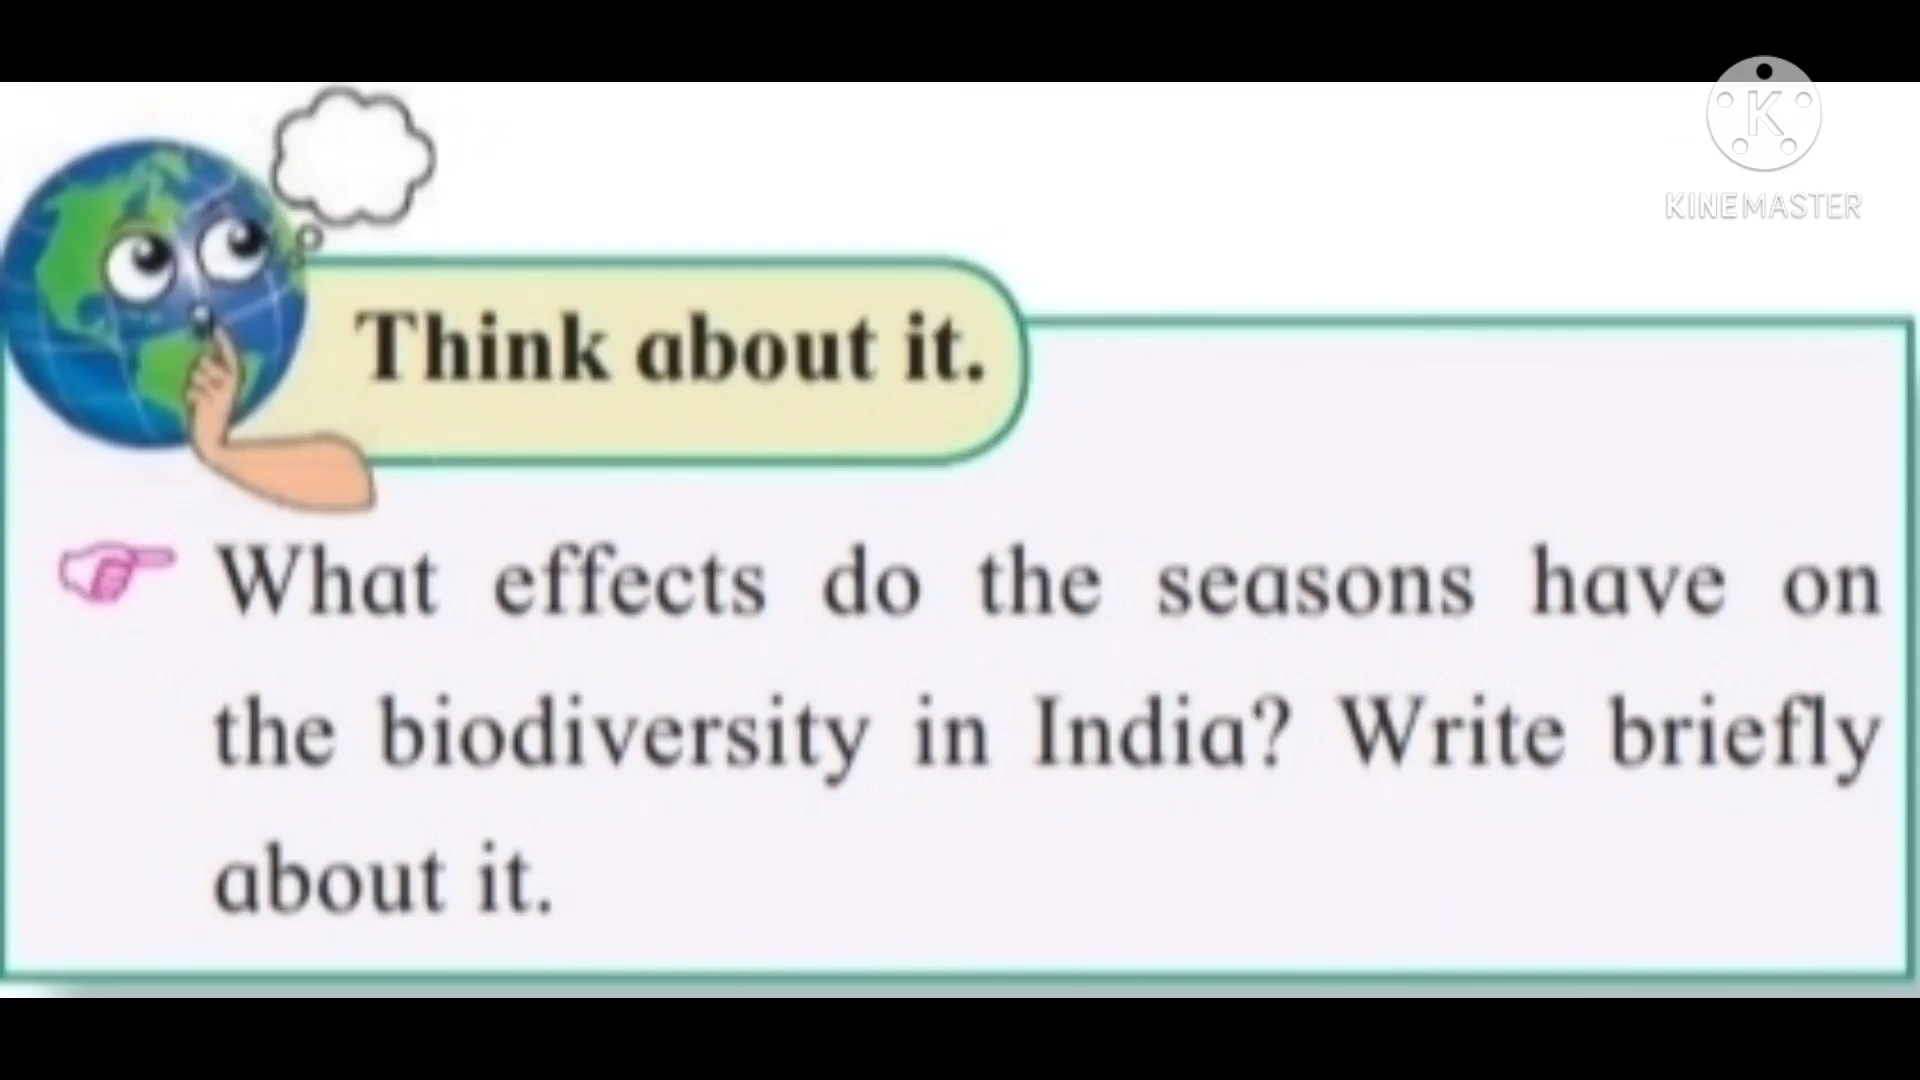 K
KINEMASTER
Think about it.
What effects do the seasons have on
the biodiversity in India? Write briefly
about it.